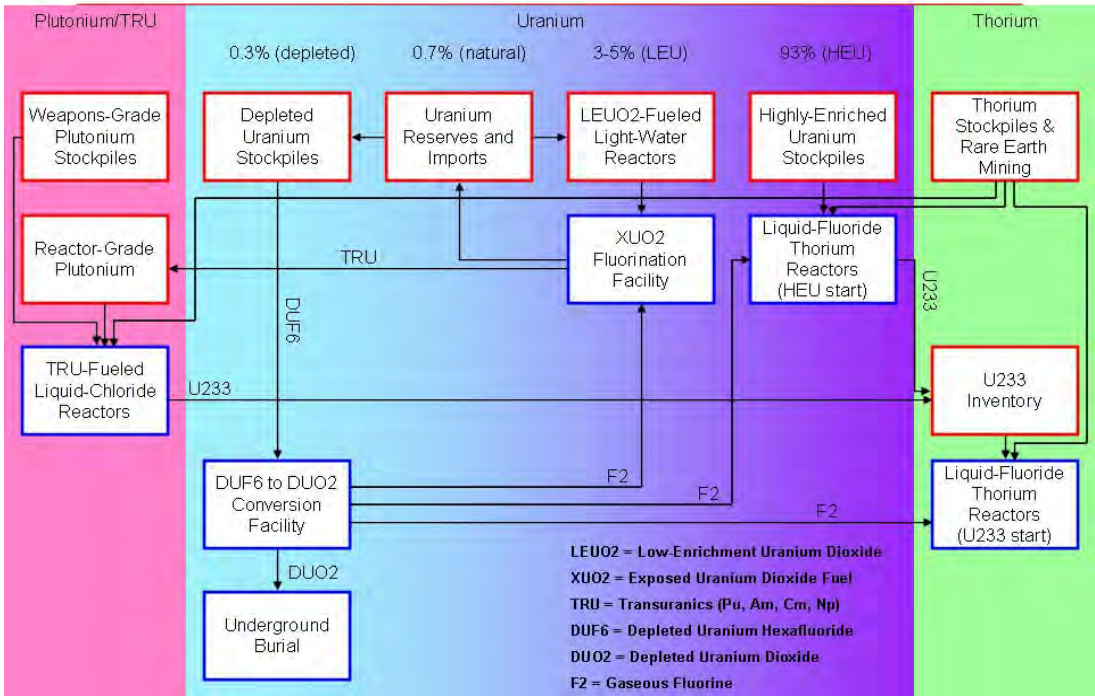 Plutonium/TRU
Uranium
Thorium
0.3% (depleted)
0.7% (natural)
3-5% (LEU)
93% (HEU)
Weapons-Grade
Plutonium
Stockpiles
Depleted
Uranium
Stockpiles
Uranium
Reserves and
Imports
LEUO2-Fueled
Light-Water
Reactors
Highly-Enriched
Uranium
Stockpiles
Thorium
Stockpiles &
Rare Earth
Mining
Reactor-Grade
Plutonium
TRU
XUO2
Fluorination
Facility
Liquid-Fluoride
Thorium
Reactors
(HEU start)
U233
DUF6
TRU-Fueled
Liquid-Chloride
Reactors
U233
U233
Inventory
DUF6 to DUO2
Conversion
Facility
F2
F2
F2
Liquid-Fluoride
Thorium
Reactors
(U233 start)
DUO2
Underground
Burial
LEUO2 = Low-Enrichment Uranium Dioxide
XUO2 = Exposed Uranium Dioxide Fuel
TRU = Transuranics (Pu, Am, Cm, Np)
DUF6 = Depleted Uranium Hexafluoride
DUO2 = Depleted Uranium Dioxide
F2 = Gaseous Fluorine